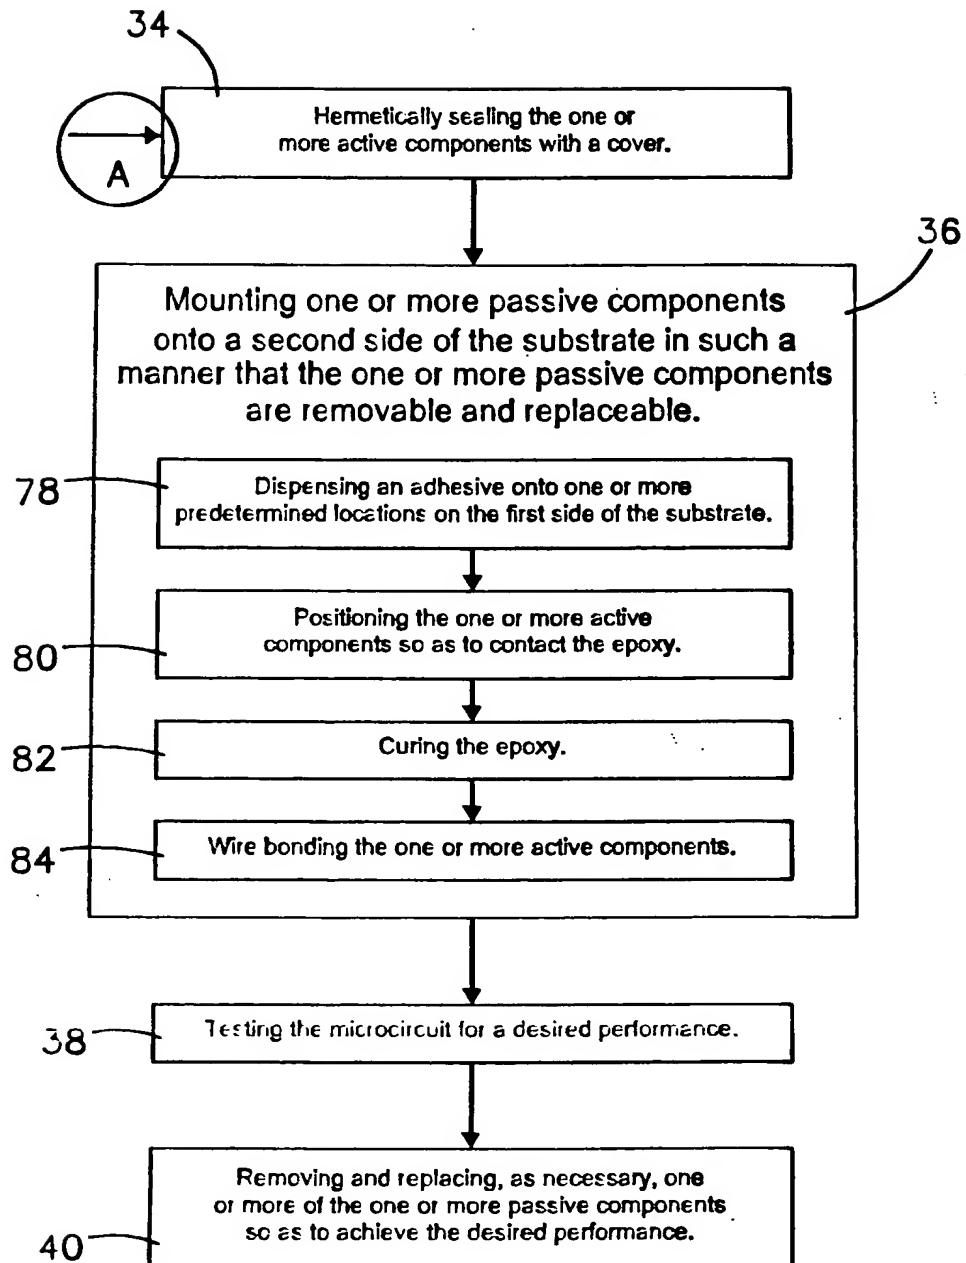 34
Hermetically sealing the one or
more active components with a cover.
A
36
Mounting one or more passive components
onto a second side of the substrate in such a
manner that the one or more passive components
are removable and replaceable.
78
Dispensing an adhesive onto one or more
predetermined locations on the first side of the substrate.
80
Positioning the one or more active
components so as to contact the epoxy.
82
Curing the epoxy.
84
Wire bonding the one or more active components.
38
Testing the microcircuit for a desired performance.
40
Removing and replacing, as necessary, one
or more of the one or more passive components
so as to achieve the desired performance.